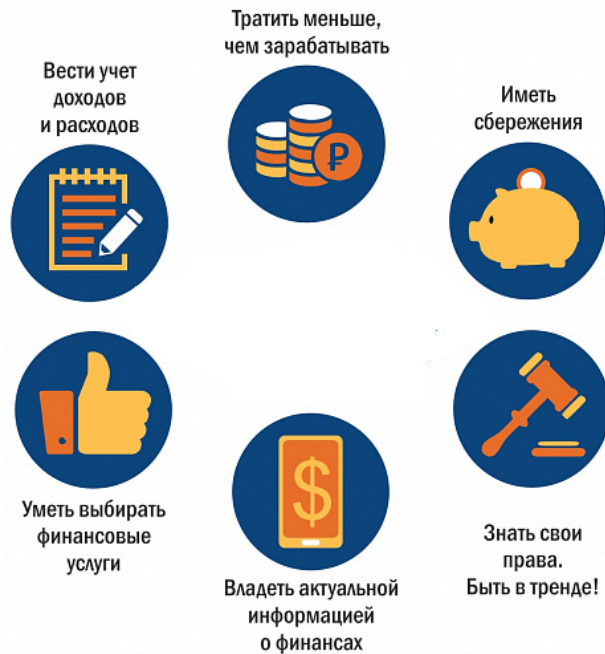 Тратить меньше,
чем зарабатывать
Вести учет
доходов
и расходов
Иметь
сбережения
₽
$
Уметь выбирать
финансовые
услуги
Владеть актуальной
информацией
о финансах
Знать свои
права.
Быть в тренде!